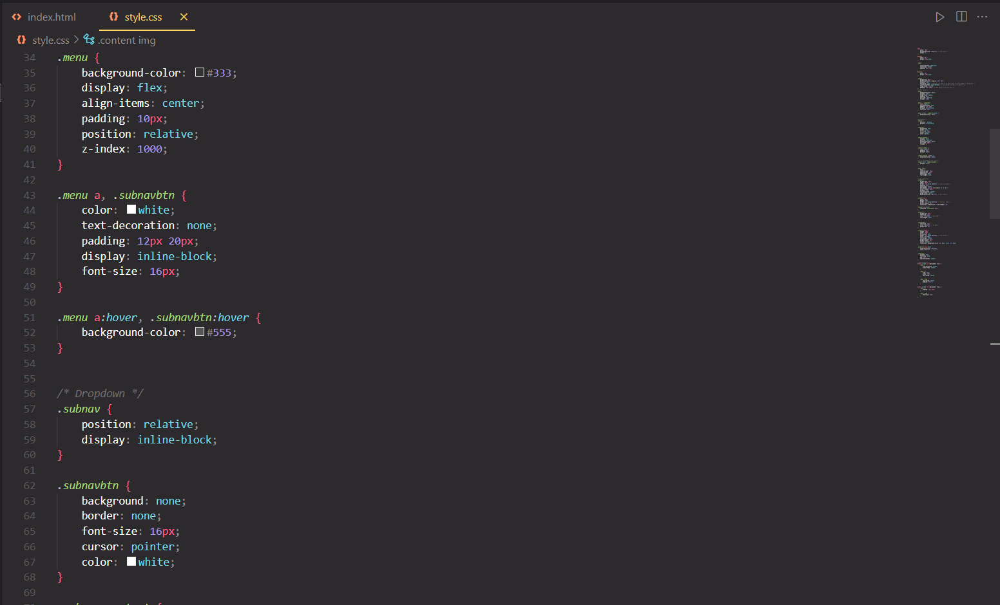 index.html style.css
style.css > .content img
34 .menu {
35 background-color: #333;
36 display: flex;
37 align-items: center;
38 padding: 10px;
39 position: relative;
40 z-index: 1000;
41 }
42
43 .menu a, .subnavbtn {
44 color: white;
45 text-decoration: none;
46 padding: 12px 20px;
47 display: inline-block;
48 font-size: 16px;
49 }
50
51 .menu a:hover, .subnavbtn:hover {
52 background-color: #555;
53 }
54
55
56 /* Dropdown */
57 .subnav {
58 position: relative;
59 display: inline-block;
60 }
61
62 .subnavbtn {
63 background: none;
64 border: none;
65 font-size: 16px;
66 cursor: pointer;
67 color: white;
68 }
69